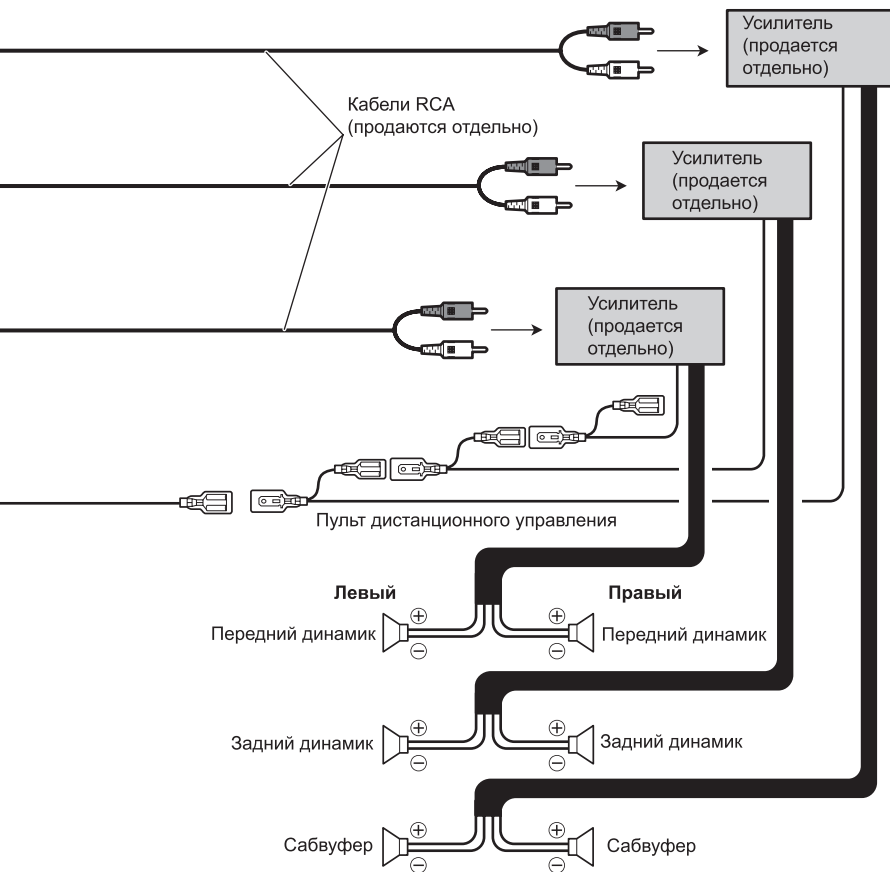 Усилитель
(продается
отдельно)
Кабели RCA
(продаются отдельно)
Усилитель
(продается
отдельно)
Усилитель
(продается
отдельно)
Пульт дистанционного управления
Левый
Правый
+
+
Передний динамик
Передний динамик
−
−
+
+
Задний динамик
Задний динамик
−
−
+
+
Сабвуфер
Сабвуфер
−
−